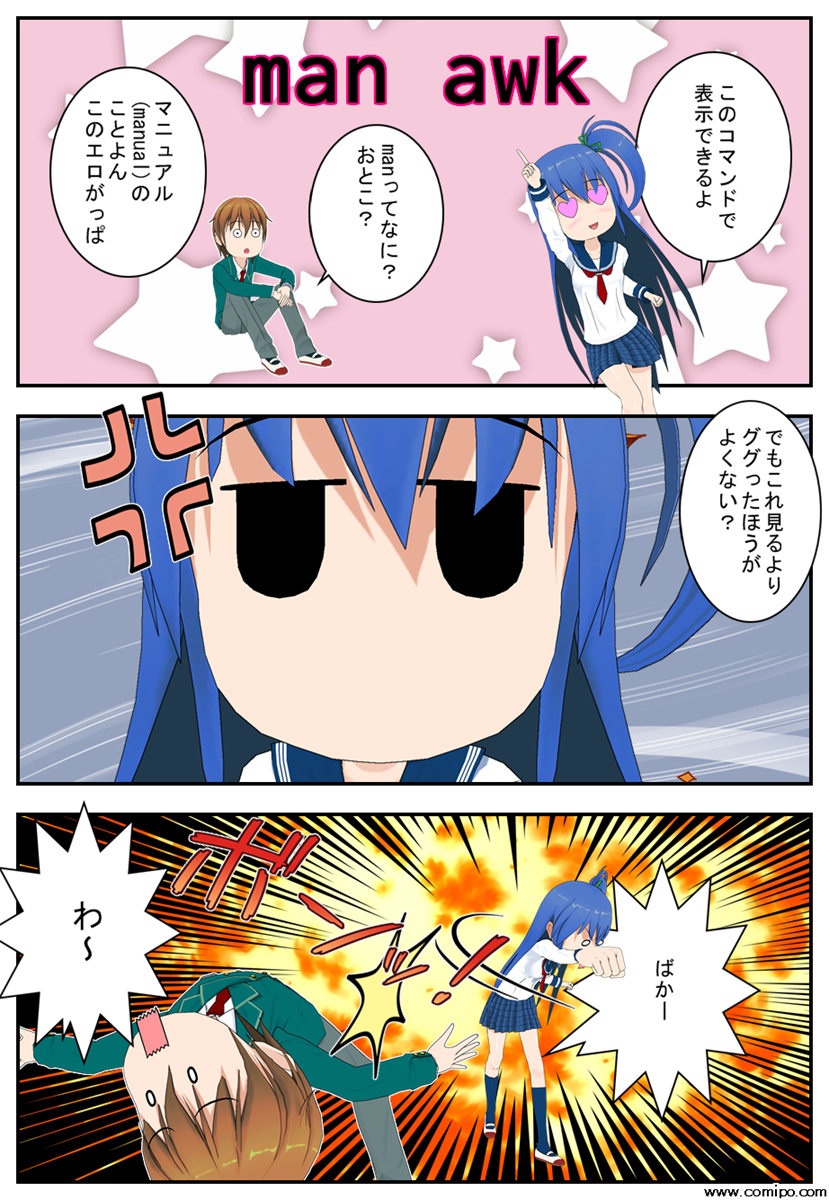 man awk
このコマンドで
表示できるよ
manってなに？
おとこ？
マニュアル
(manual)の
ことよん
このエロがっぱ
でもこれ見るより
ググったほうが
よくない？
ボンッ！
ばかー
わ～
www.comipo.com